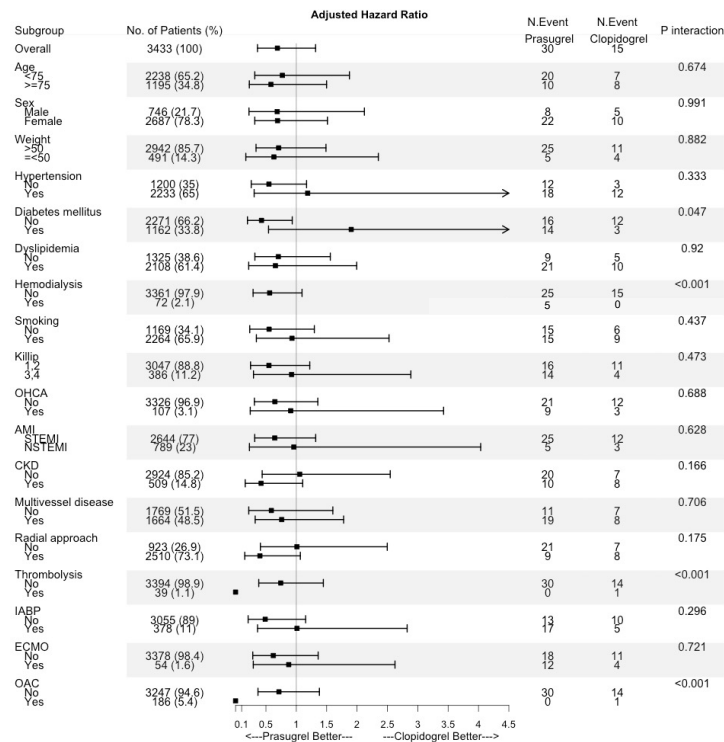 Adjusted Hazard Ratio
Subgroup No. of Patients (%) N.Event Prasugrel N.Event Clopidogrel P interaction
Overall 3433 (100) 30 15
Age 0.674
<75 2238 (65.2) 20 7
>=75 1195 (34.8) 10 8
Sex 0.991
Male 746 (21.7) 8 5
Female 2687 (78.3) 22 10
Weight 0.882
>50 2942 (85.7) 25 11
=<50 491 (14.3) 5 4
Hypertension 0.333
No 1200 (35) 12 3
Yes 2233 (65) 18 12
Diabetes mellitus 0.047
No 2271 (66.2) 16 12
Yes 1162 (33.8) 14 3
Dyslipidemia 0.92
No 1325 (38.6) 9 5
Yes 2108 (61.4) 21 10
Hemodialysis <0.001
No 3361 (97.9) 25 15
Yes 72 (2.1) 5 0
Smoking 0.437
No 1169 (34.1) 15 6
Yes 2264 (65.9) 15 9
Killip 0.473
1,2 3047 (88.8) 16 11
3,4 386 (11.2) 14 4
OHCA 0.688
No 3326 (96.9) 21 12
Yes 107 (3.1) 9 3
AMI 0.628
STEMI 2644 (77) 25 12
NSTEMI 789 (23) 5 3
CKD 0.166
No 2924 (85.2) 20 7
Yes 509 (14.8) 10 8
Multivessel disease 0.706
No 1769 (51.5) 11 7
Yes 1664 (48.5) 19 8
Radial approach 0.175
No 923 (26.9) 21 7
Yes 2510 (73.1) 9 8
Thrombolysis <0.001
No 3394 (98.9) 30 14
Yes 39 (1.1) 0 1
IABP 0.296
No 3055 (89) 13 10
Yes 378 (11) 17 5
ECMO 0.721
No 3378 (98.4) 18 11
Yes 54 (1.6) 12 4
OAC <0.001
No 3247 (94.6) 30 14
Yes 186 (5.4) 0 1
0.1 0.5 1 1.5 2 2.5 3 3.5 4 4.5
<---Prasugrel Better--- ---Clopidogrel Better--->